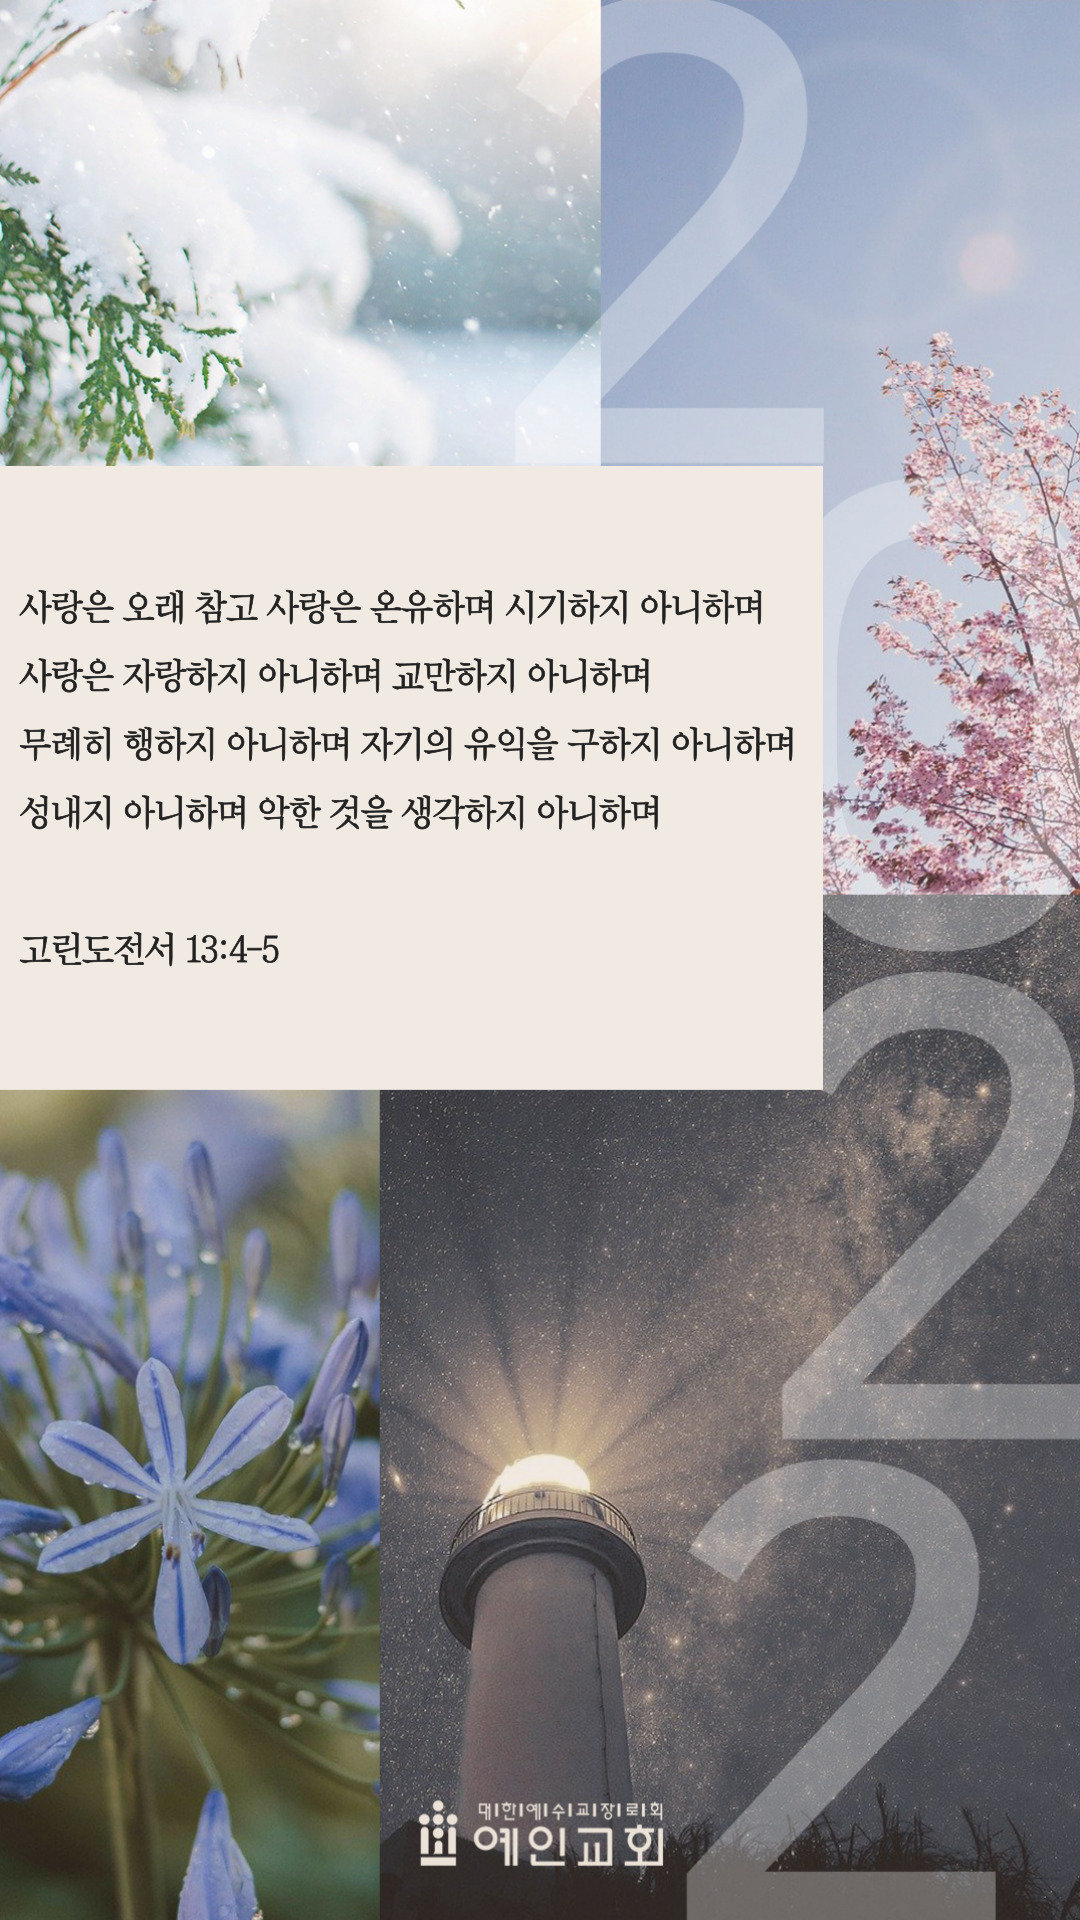 2
0
2
2
사랑은 오래 참고 사랑은 온유하며 시기하지 아니하며
사랑은 자랑하지 아니하며 교만하지 아니하며
무례히 행하지 아니하며 자기의 유익을 구하지 아니하며
성내지 아니하며 악한 것을 생각하지 아니하며
고린도전서 13:4-5
대한예수교장로회
예인교회